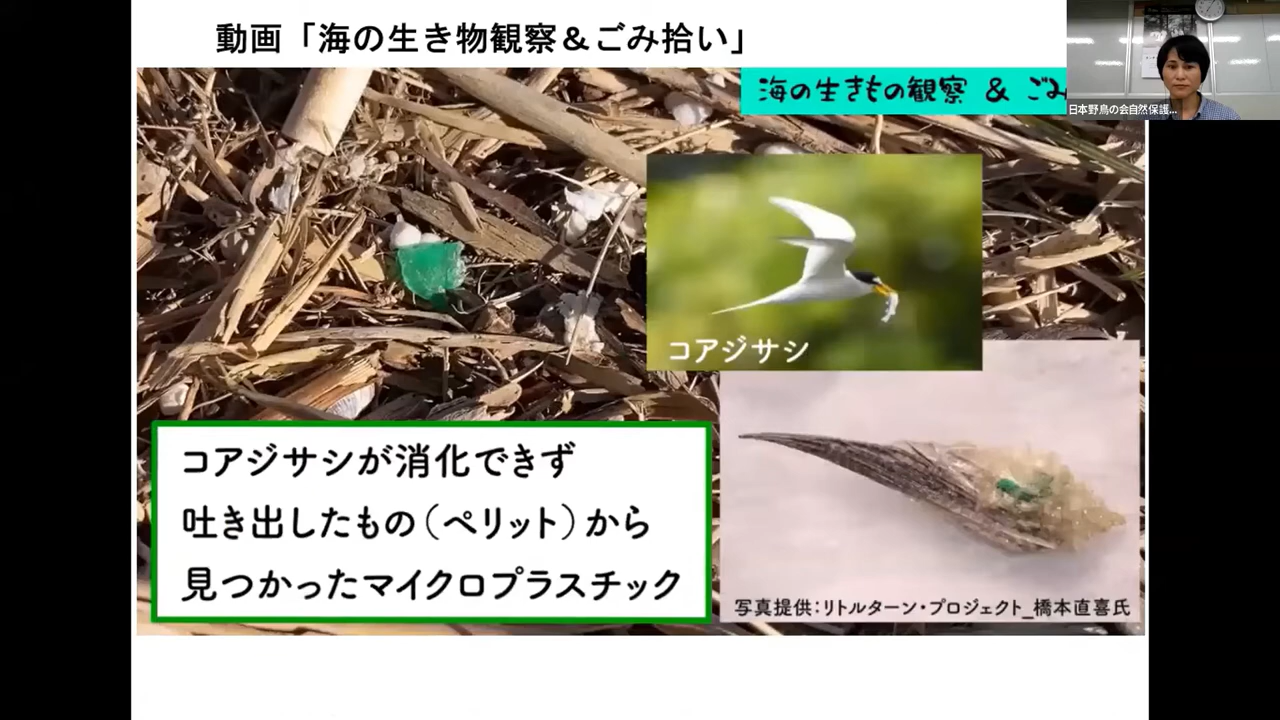 動画「海の生き物観察＆ごみ拾い」
海の生きもの観察 & ごみ
日本野鳥の会自然保護...
コアジサシ
コアジサシが消化できず
吐き出したもの（ペリット）から
見つかったマイクロプラスチック
写真提供：リトルターン・プロジェクト_橋本直喜氏